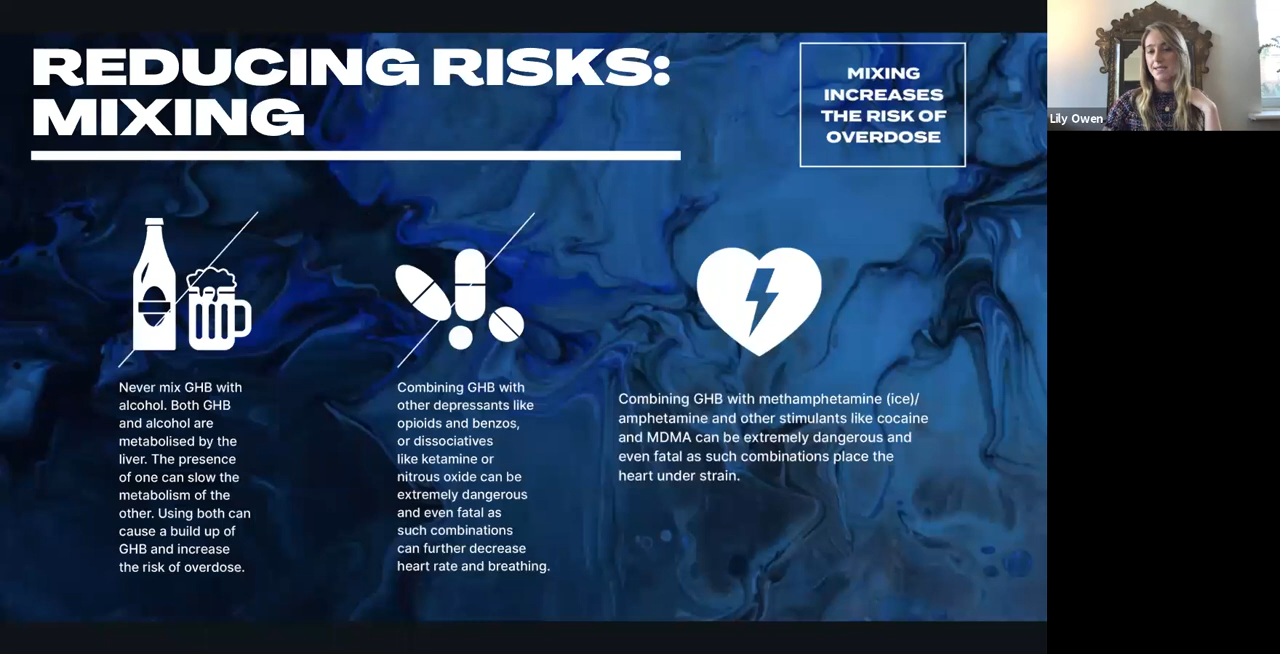 REDUCING RISKS:
MIXING
MIXING
INCREASES
THE RISK OF
OVERDOSE
Lily Owen
Never mix GHB with
alcohol. Both GHB
and alcohol are
metabolised by the
liver. The presence
of one can slow the
metabolism of the
other. Using both can
cause a build up of
GHB and increase
the risk of overdose.
Combining GHB with
other depressants like
opioids and benzos,
or dissociatives
like ketamine or
nitrous oxide can be
extremely dangerous
and even fatal as
such combinations
can further decrease
heart rate and breathing.
Combining GHB with methamphetamine (ice)/
amphetamine and other stimulants like cocaine
and MDMA can be extremely dangerous and
even fatal as such combinations place the
heart under strain.